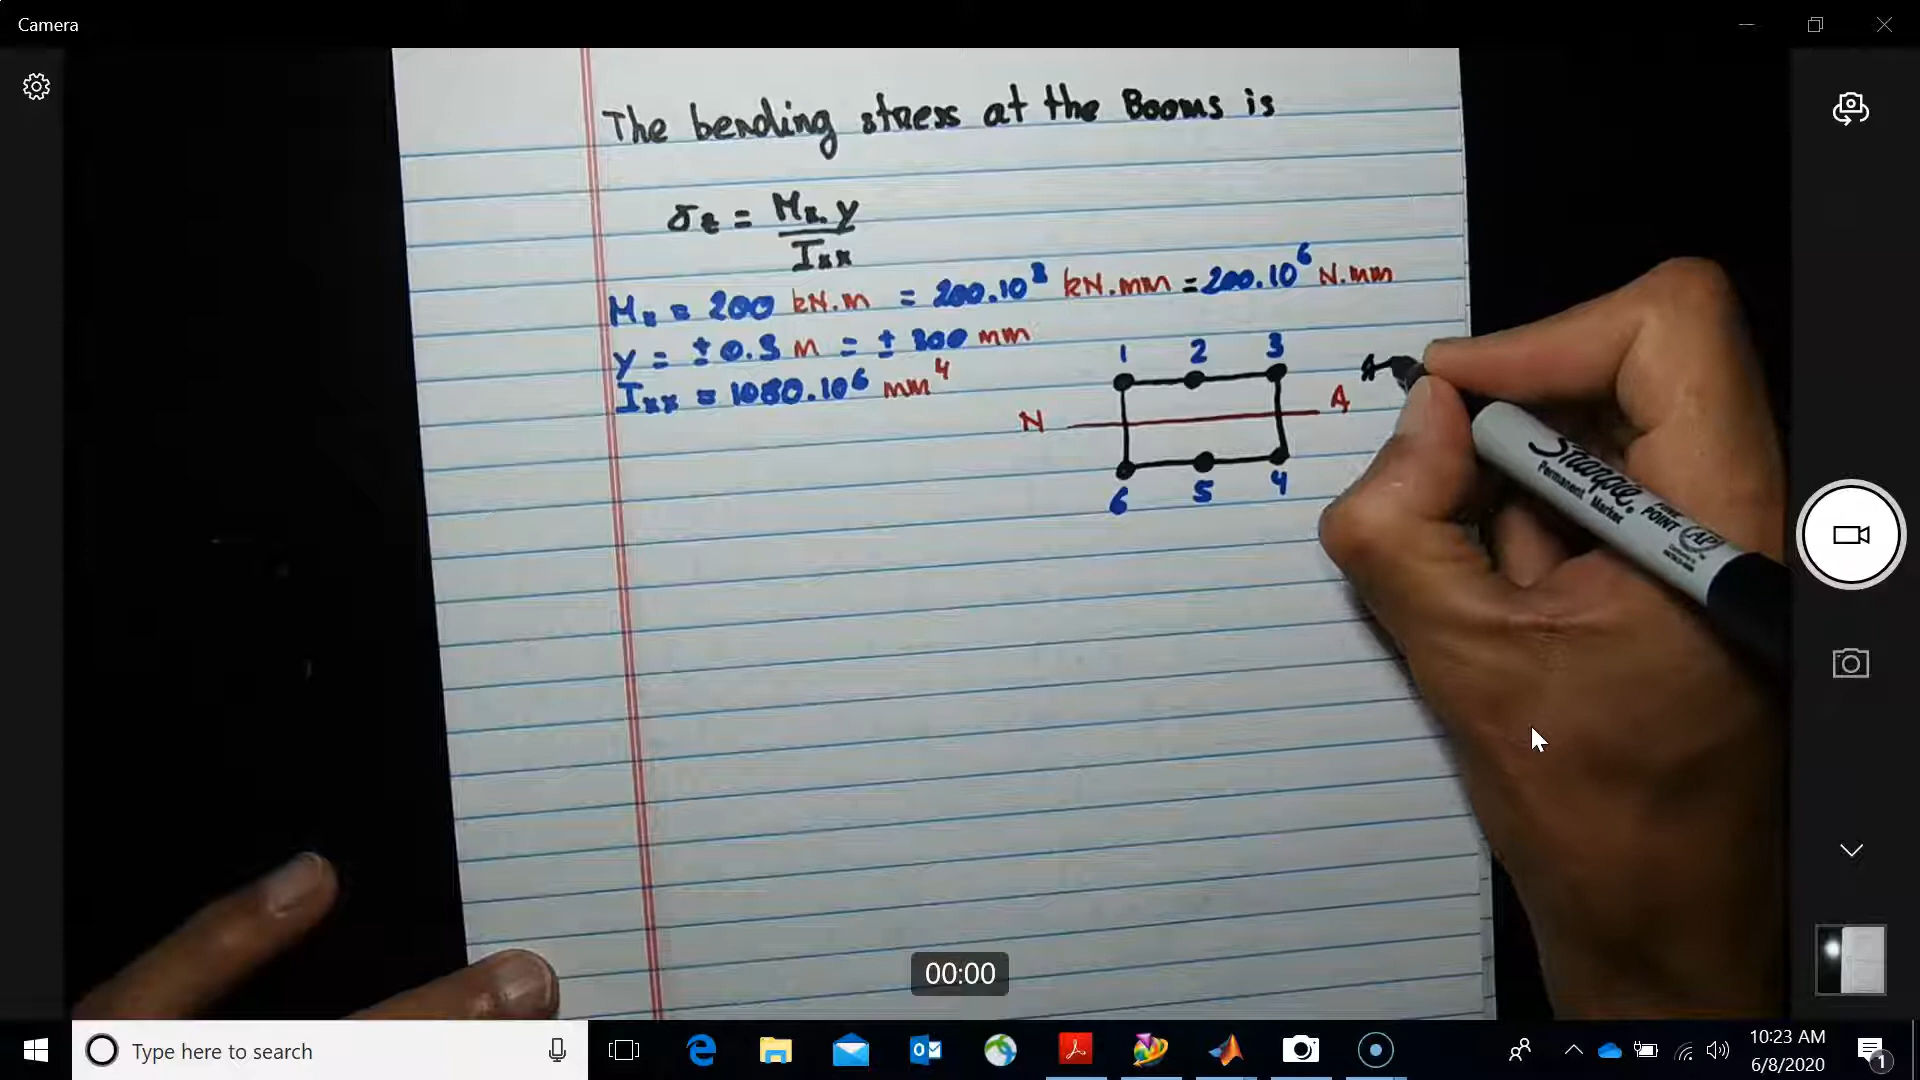 Camera
The bending stress at the Booms is
σz = Mx.y / Ixx
Mx = 200 kN.m = 200.10³ kN.mm = 200.10⁶ N.mm
y = ± 0.3 m = ± 300 mm
Ixx = 1080.10⁶ mm⁴
1 2 3
N A
6 5 4
Sharpie.
Permanent Marker
FINE POINT
AP
00:00
Type here to search
10:23 AM
6/8/2020
1